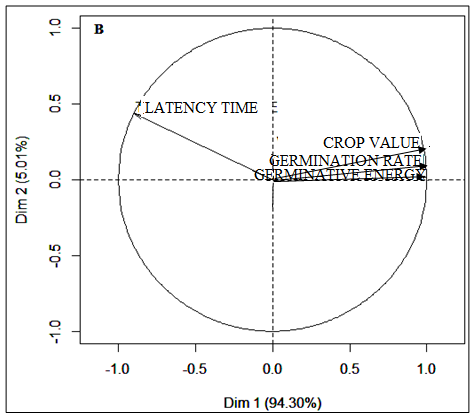 B
LATENCY TIME
CROP VALUE
GERMINATION RATE
GERMINATIVE ENERGY
1.0
0.5
0.0
-0.5
-1.0
Dim 2 (5.01%)
-1.0 -0.5 0.0 0.5 1.0
Dim 1 (94.30%)